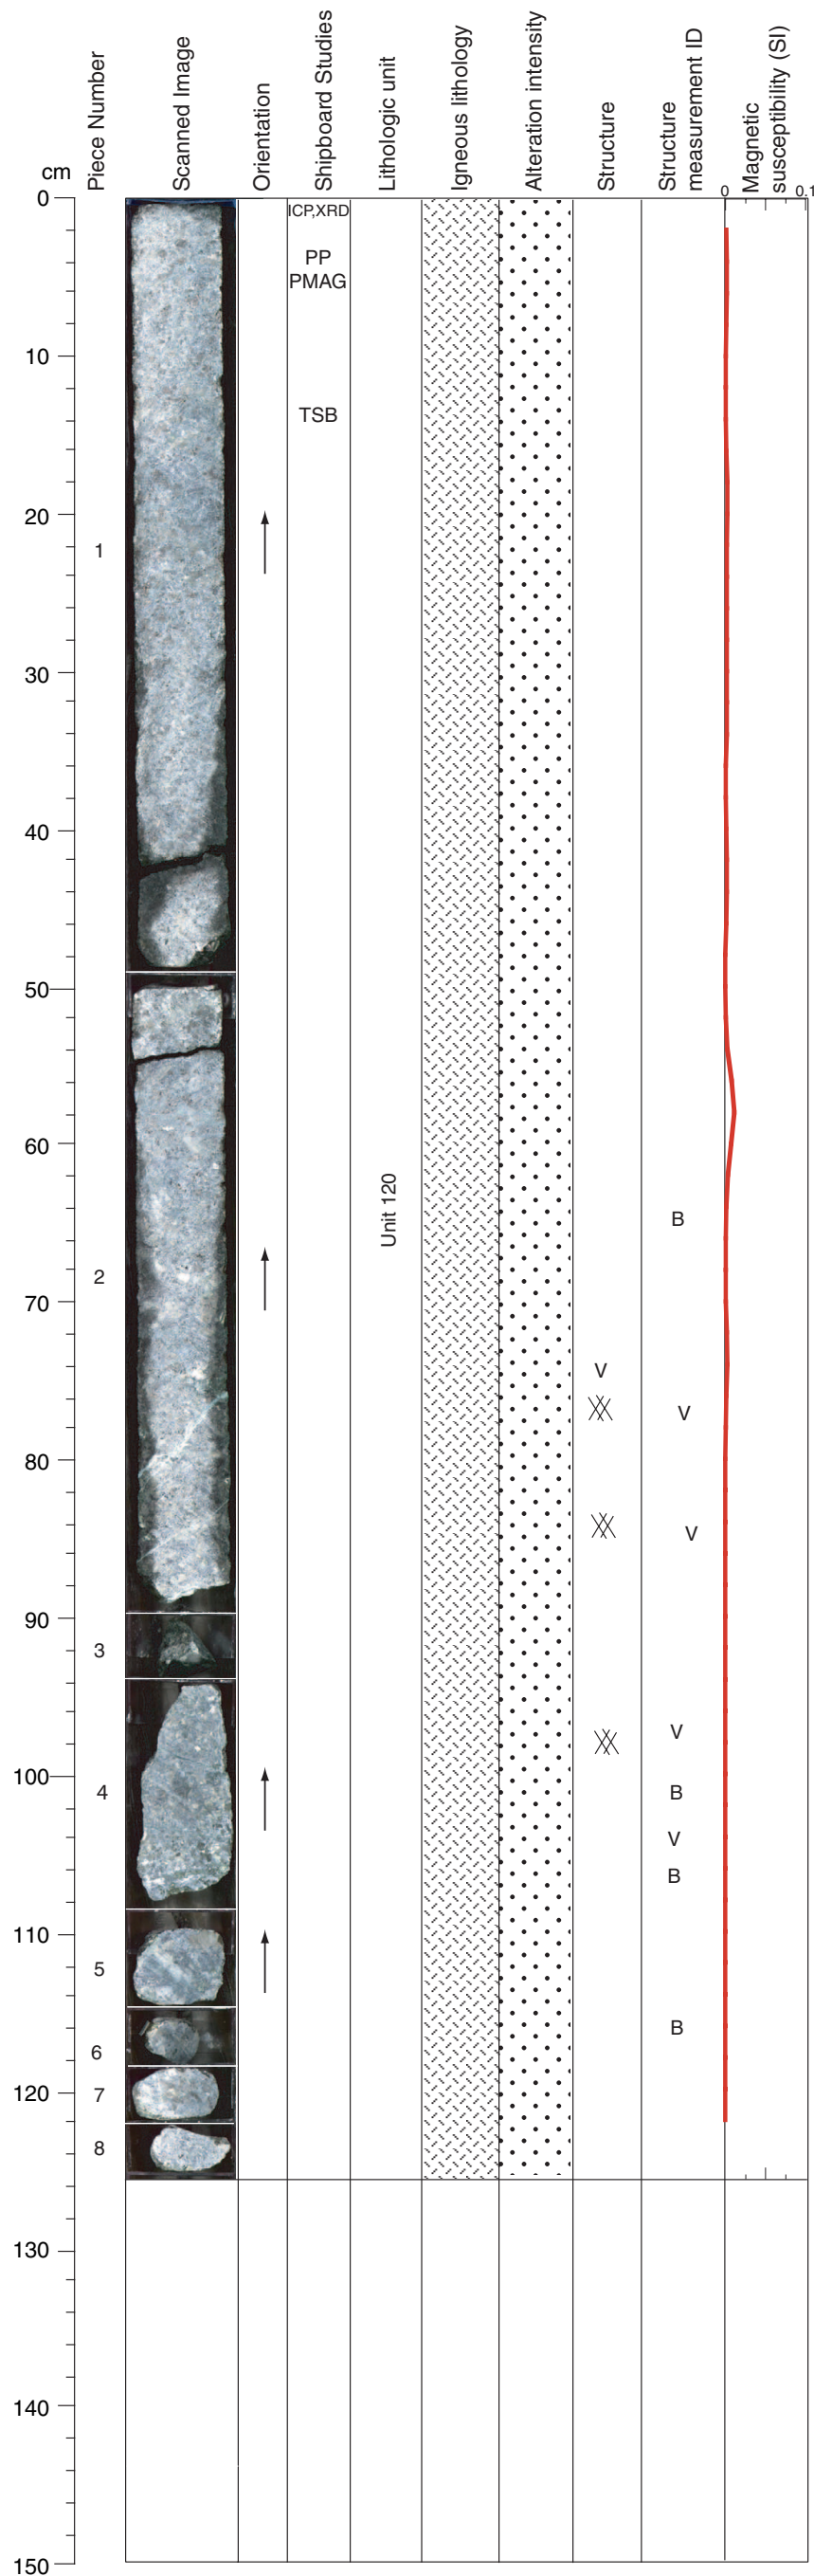 cm
Piece Number
Scanned Image
Orientation
Shipboard Studies
Lithologic unit
Igneous lithology
Alteration intensity
Structure
Structure
measurement ID
Magnetic
susceptibility (SI)
0 0.1
0
ICP,XRD
PP
PMAG
10
TSB
20
1
30
40
50
60
Unit 120
B
2
70
V
V
80
V
90
3
V
100
4
B
V
B
110
5
B
6
120
7
8
130
140
150